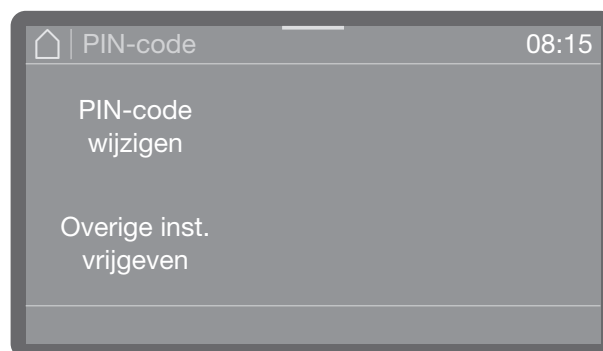 PIN-code 08:15
PIN-code
wijzigen
Overige inst.
vrijgeven